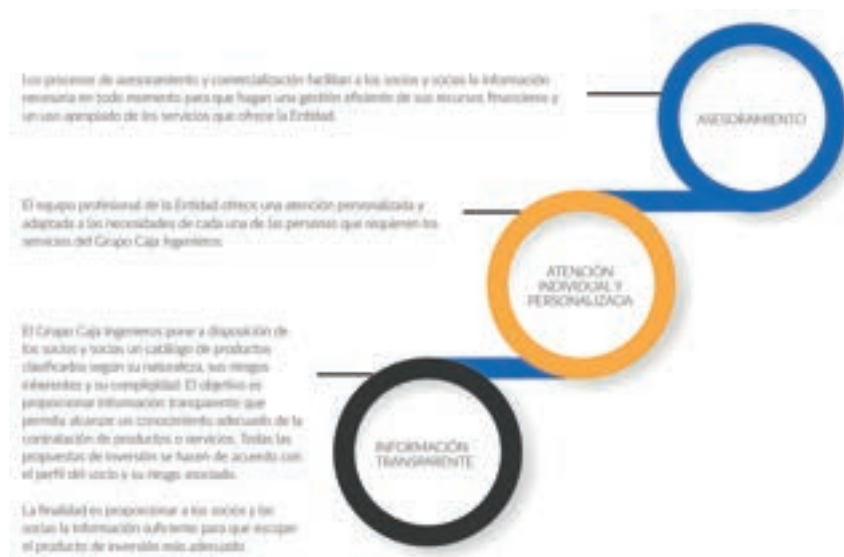 Los procesos de asesoramiento y comercialización facilitan a los socios y socias la información
necesaria en todo momento para que hagan una gestión eficiente de sus recursos financieros y
un uso apropiado de los servicios que ofrece la Entidad.
ASESORAMIENTO
El equipo profesional de la Entidad ofrece una atención personalizada y
adaptada a las necesidades de cada una de las personas que requieren los
servicios del Grupo Caja Ingenieros.
ATENCIÓN
INDIVIDUAL Y
PERSONALIZADA
El Grupo Caja Ingenieros pone a disposición de
los socios y socias un catálogo de productos
clasificados según su naturaleza, sus riesgos
inherentes y su complejidad. El objetivo es
proporcionar información transparente que
permita alcanzar un conocimiento adecuado de la
contratación de productos o servicios. Todas las
propuestas de inversión se hacen de acuerdo con
el perfil del socio y su riesgo asociado.
INFORMACIÓN
TRANSPARENTE
La finalidad es proporcionar a los socios y las
socias la información suficiente para que escojan
el producto de inversión más adecuado.